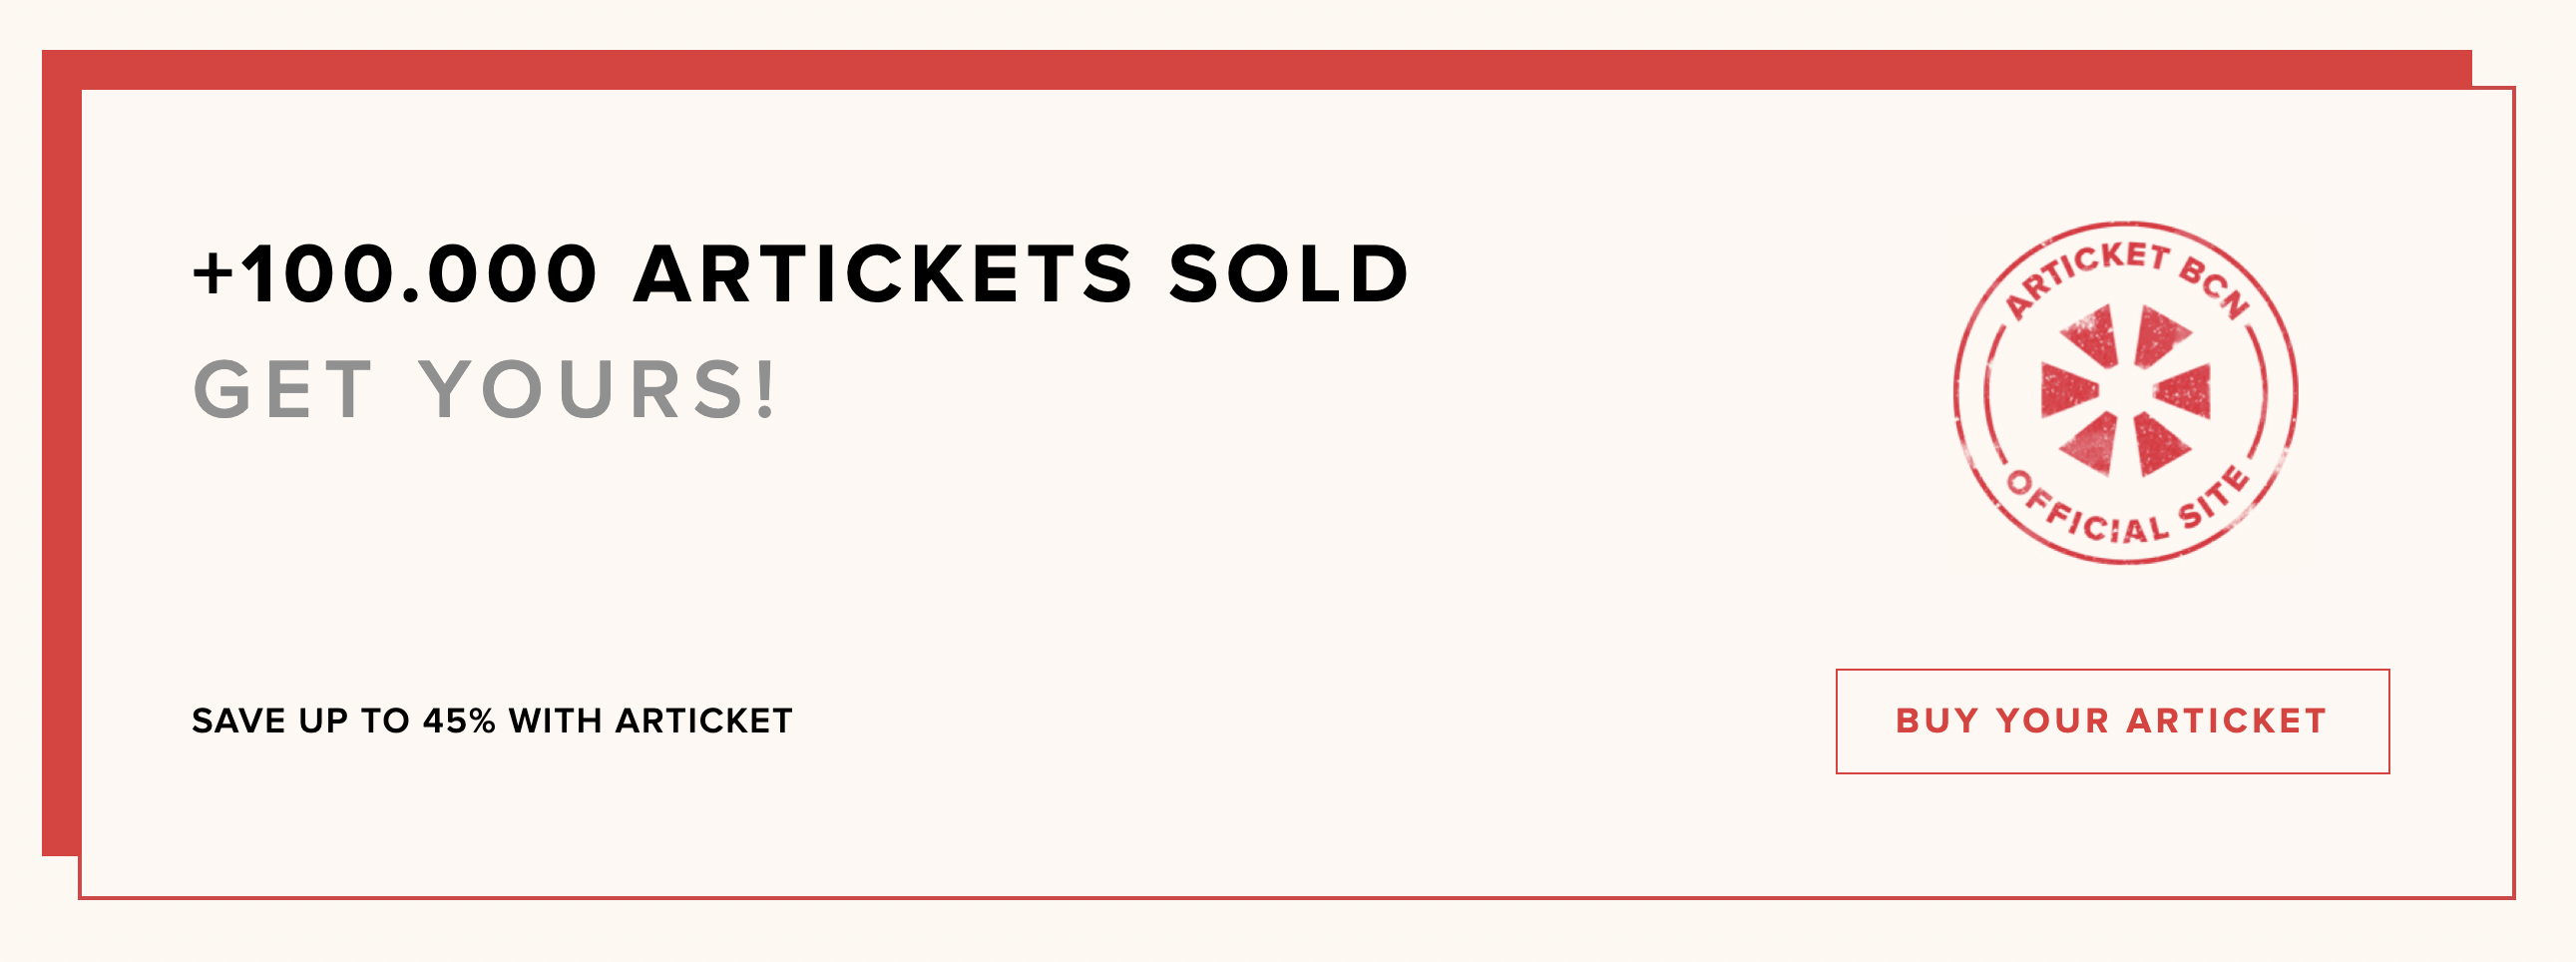 +100.000 ARTICKETS SOLD
GET YOURS!
ARTICKET BCN
OFFICIAL SITE
SAVE UP TO 45% WITH ARTICKET
BUY YOUR ARTICKET